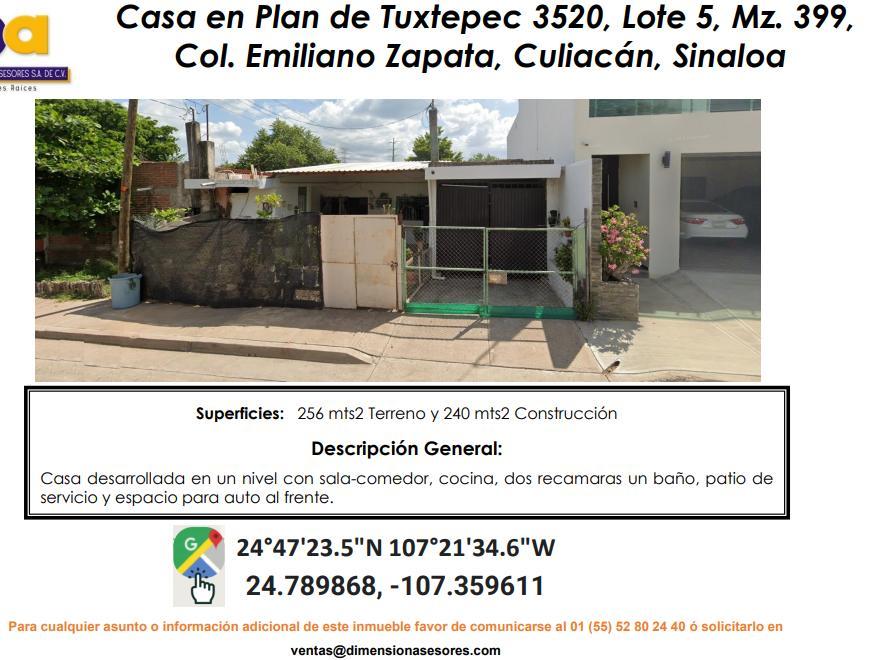 Casa en Plan de Tuxtepec 3520, Lote 5, Mz. 399,
Col. Emiliano Zapata, Culiacán, Sinaloa
a
SESORES S.A. DE C.V.
es Raíces
Superficies: 256 mts2 Terreno y 240 mts2 Construcción
Descripción General:
Casa desarrollada en un nivel con sala-comedor, cocina, dos recamaras un baño, patio de
servicio y espacio para auto al frente.
G
24°47'23.5"N 107°21'34.6"W
24.789868, -107.359611
Para cualquier asunto o información adicional de este inmueble favor de comunicarse al 01 (55) 52 80 24 40 ó solicitarlo en
ventas@dimensionasesores.com